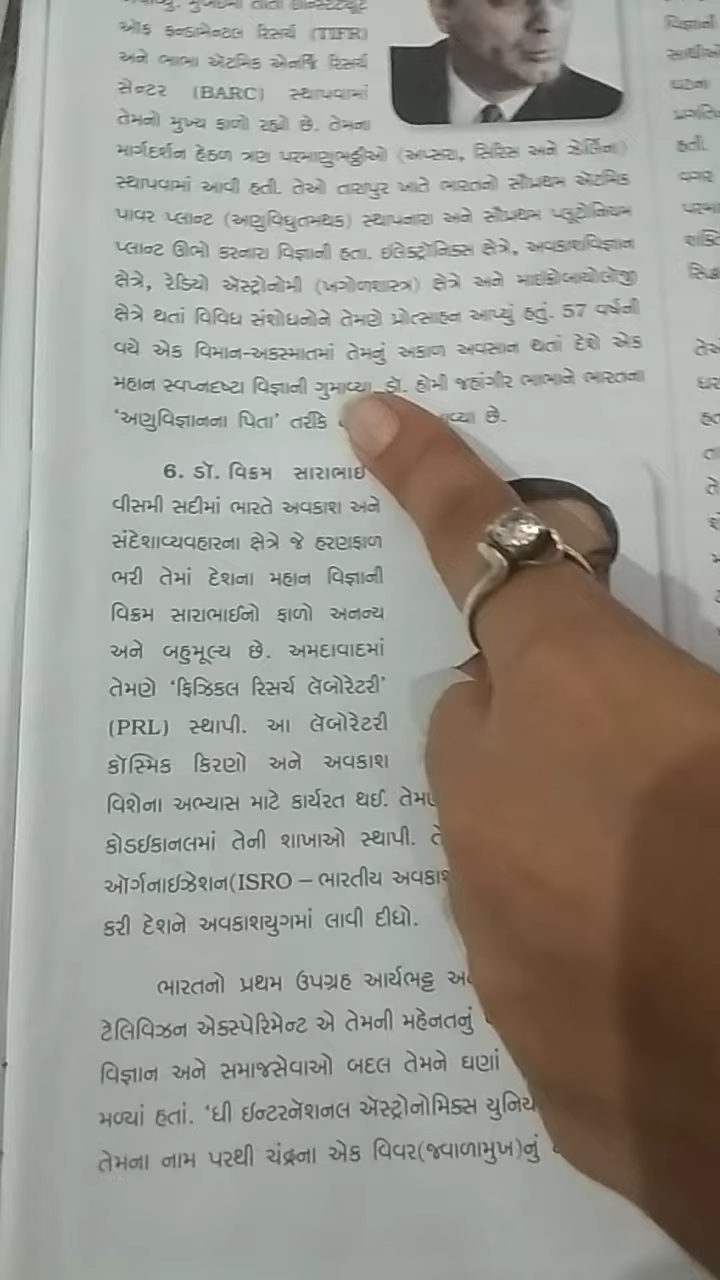 ઑફ ફન્ડામેન્ટલ રિસર્ચ (TIFR)
અને ભાભા ઍટમિક એનર્જિ રિસર્ચ
સેન્ટર (BARC) સ્થાપવામાં
તેમનો મુખ્ય ફાળો રહ્યો છે. તેમના
માર્ગદર્શન હેઠળ ત્રણ પરમાણુભઠ્ઠીઓ (અપ્સરા, સિરિસ અને ઝેર્લિના)
સ્થાપવામાં આવી હતી. તેઓ તારાપુર ખાતે ભારતનો સૌપ્રથમ ઍટમિક
પાવર પ્લાન્ટ (અણુવિધુતમથક) સ્થાપનારા અને સૌપ્રથમ પ્લૂટોનિયમ
પ્લાન્ટ ઊભો કરનારા વિજ્ઞાની હતા. ઇલેક્ટ્રૉનિક્સ ક્ષેત્રે, અવકાશવિજ્ઞાન
ક્ષેત્રે, રેડિયો ઍસ્ટ્રોનોમી (ખગોળશાસ્ત્ર) ક્ષેત્રે અને માઇક્રોબાયોલૉજી
ક્ષેત્રે થતાં વિવિધ સંશોધનોને તેમણે પ્રોત્સાહન આપ્યું હતું. 57 વર્ષની
વયે એક વિમાન-અકસ્માતમાં તેમનું અકાળ અવસાન થતાં દેશે એક
મહાન સ્વપ્નદષ્ટા વિજ્ઞાની ગુમાવ્યા. ડૉ. હોમી જહાંગીર ભાભાને ભારતના
‘અણુવિજ્ઞાનના પિતા’ તરીકે છે.
6. ડૉ. વિક્રમ સારાભાઈ
વીસમી સદીમાં ભારતે અવકાશ અને
સંદેશાવ્યવહારના ક્ષેત્રે જે હરણફાળ
ભરી તેમાં દેશના મહાન વિજ્ઞાની
વિક્રમ સારાભાઈનો ફાળો અનન્ય
અને બહુમૂલ્ય છે. અમદાવાદમાં
તેમણે ‘ફિઝિકલ રિસર્ચ લૅબોરેટરી’
(PRL) સ્થાપી. આ લૅબોરેટરી
કૉસ્મિક કિરણો અને અવકાશ
વિશેના અભ્યાસ માટે કાર્યરત થઈ.
કોડઈકાનલમાં તેની શાખાઓ સ્થાપી.
ઑર્ગનાઈઝેશન(ISRO – ભારતીય
કરી દેશને અવકાશયુગમાં લાવી દીધો.
ભારતનો પ્રથમ ઉપગ્રહ આર્યભટ્ટ
ટેલિવિઝન એક્સ્પેરિમેન્ટ એ તેમની મહેનતનું
વિજ્ઞાન અને સમાજસેવાઓ બદલ તેમને ઘણાં
મળ્યાં હતાં. ‘ધી ઈન્ટરનૅશનલ ઍસ્ટ્રોનોમિક્સ
તેમના નામ પરથી ચંદ્રના એક વિવર(જ્વાળામુખ)નું